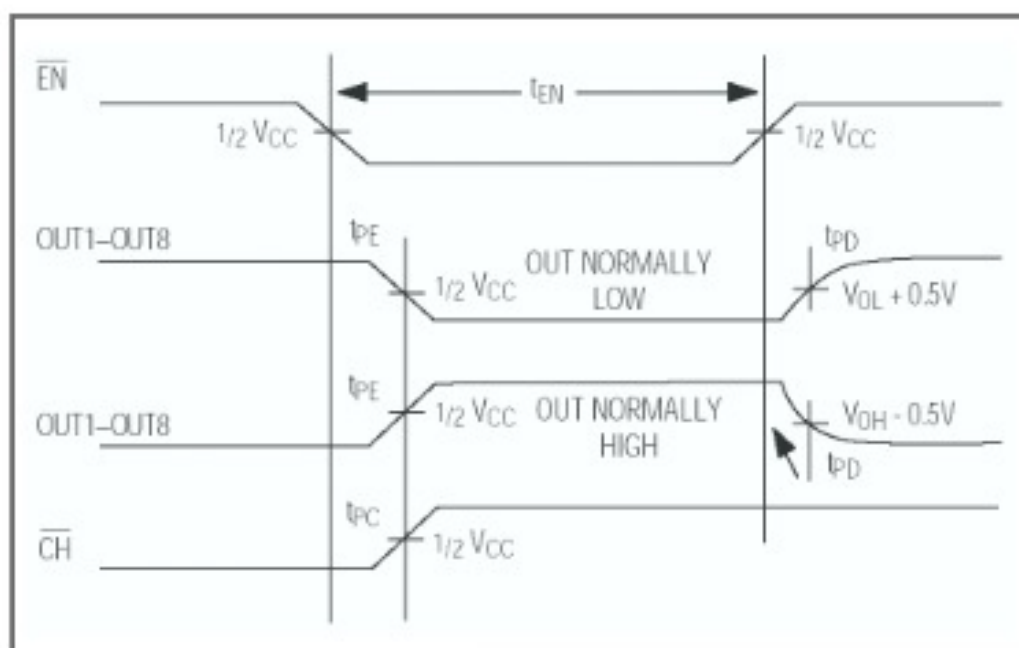 EN
tEN
1/2 VCC
1/2 VCC
OUT1–OUT8
tPE
tPD
1/2 VCC
OUT NORMALLY
LOW
VOL + 0.5V
tPE
1/2 VCC
OUT NORMALLY
HIGH
VOH - 0.5V
OUT1–OUT8
tPD
tPC
CH
1/2 VCC